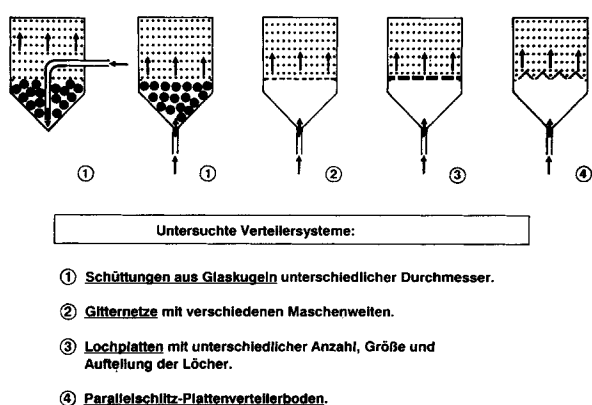 ① ① ② ③ ④
Untersuchte Verteilersysteme:
① Schüttungen aus Glaskugeln unterschiedlicher Durchmesser.
② Gitternetze mit verschiedenen Maschenweiten.
③ Lochplatten mit unterschiedlicher Anzahl, Größe und
Aufteilung der Löcher.
④ Parallelschlitz-Plattenverteilerboden.